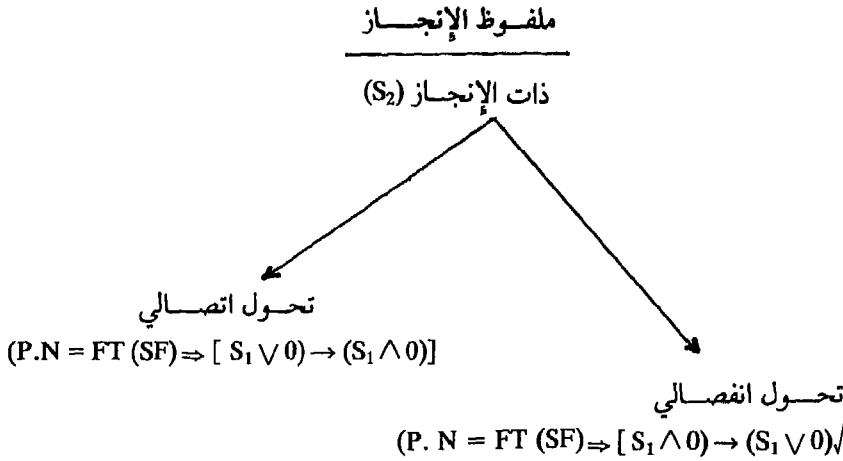 ملفوظ الإنجاز
ذات الإنجاز (S₂)
تحول اتصالي
(P.N = FT (SF) ⇒ [ S₁ ∨ 0) → (S₁ ∧ 0)]
تحول انفصالي
(P. N = FT (SF) ⇒ [ S₁ ∧ 0) → (S₁ ∨ 0)√